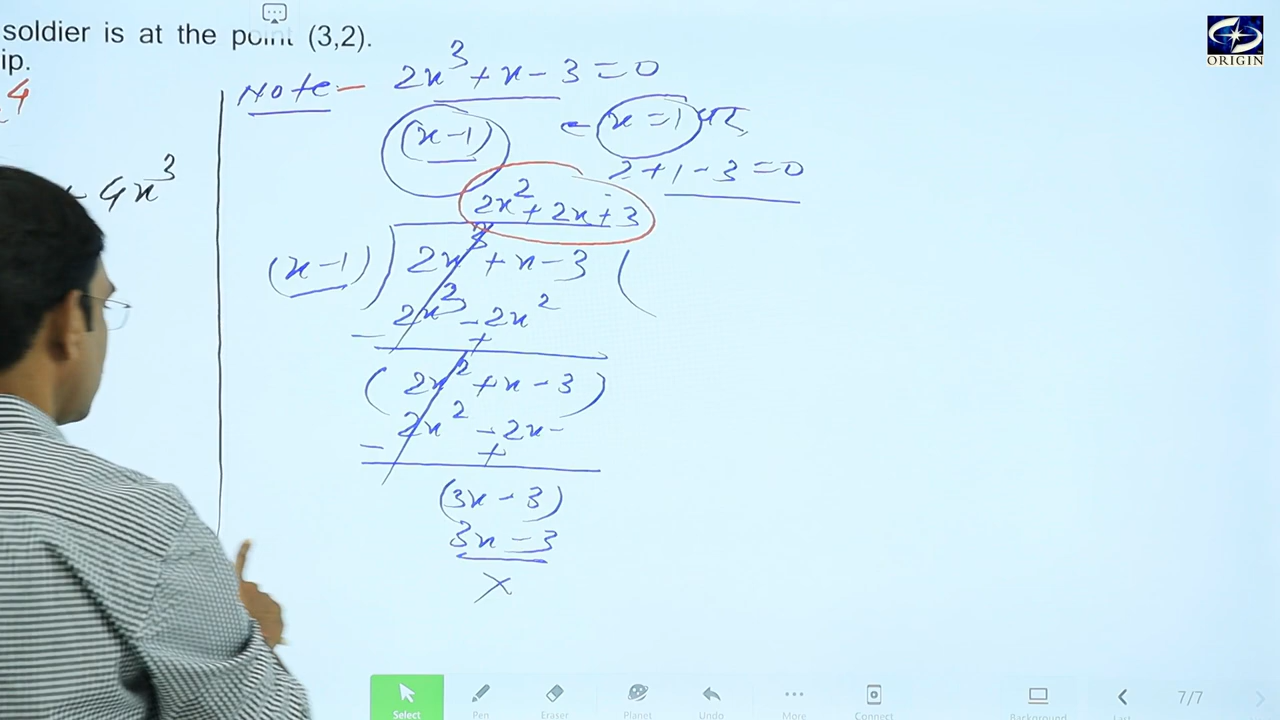 soldier is at the point (3,2).
ip.
4
- 4x³
Note:- 2x³ + x - 3 = 0
(x-1) x = 1 पर
2 + 1 - 3 = 0
2x² + 2x + 3
(x-1) ) 2x³ + x - 3 (
2x³ - 2x²
- +
( 2x² + x - 3 )
2x² - 2x
- +
(3x - 3)
3x - 3
x
ORIGIN
Select Pen Eraser Planet Undo More Connect Background 7/7